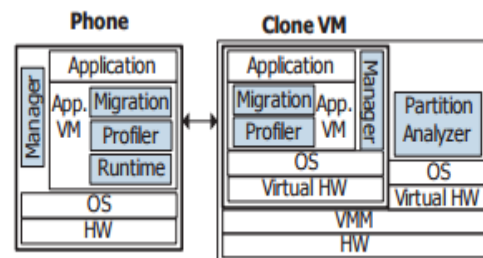 Phone
Manager
Application
App.
VM
Migration
Profiler
Runtime
OS
HW
Clone VM
Application
Migration
Profiler
App.
VM
Manager
OS
Virtual HW
Partition
Analyzer
OS
Virtual HW
VMM
HW